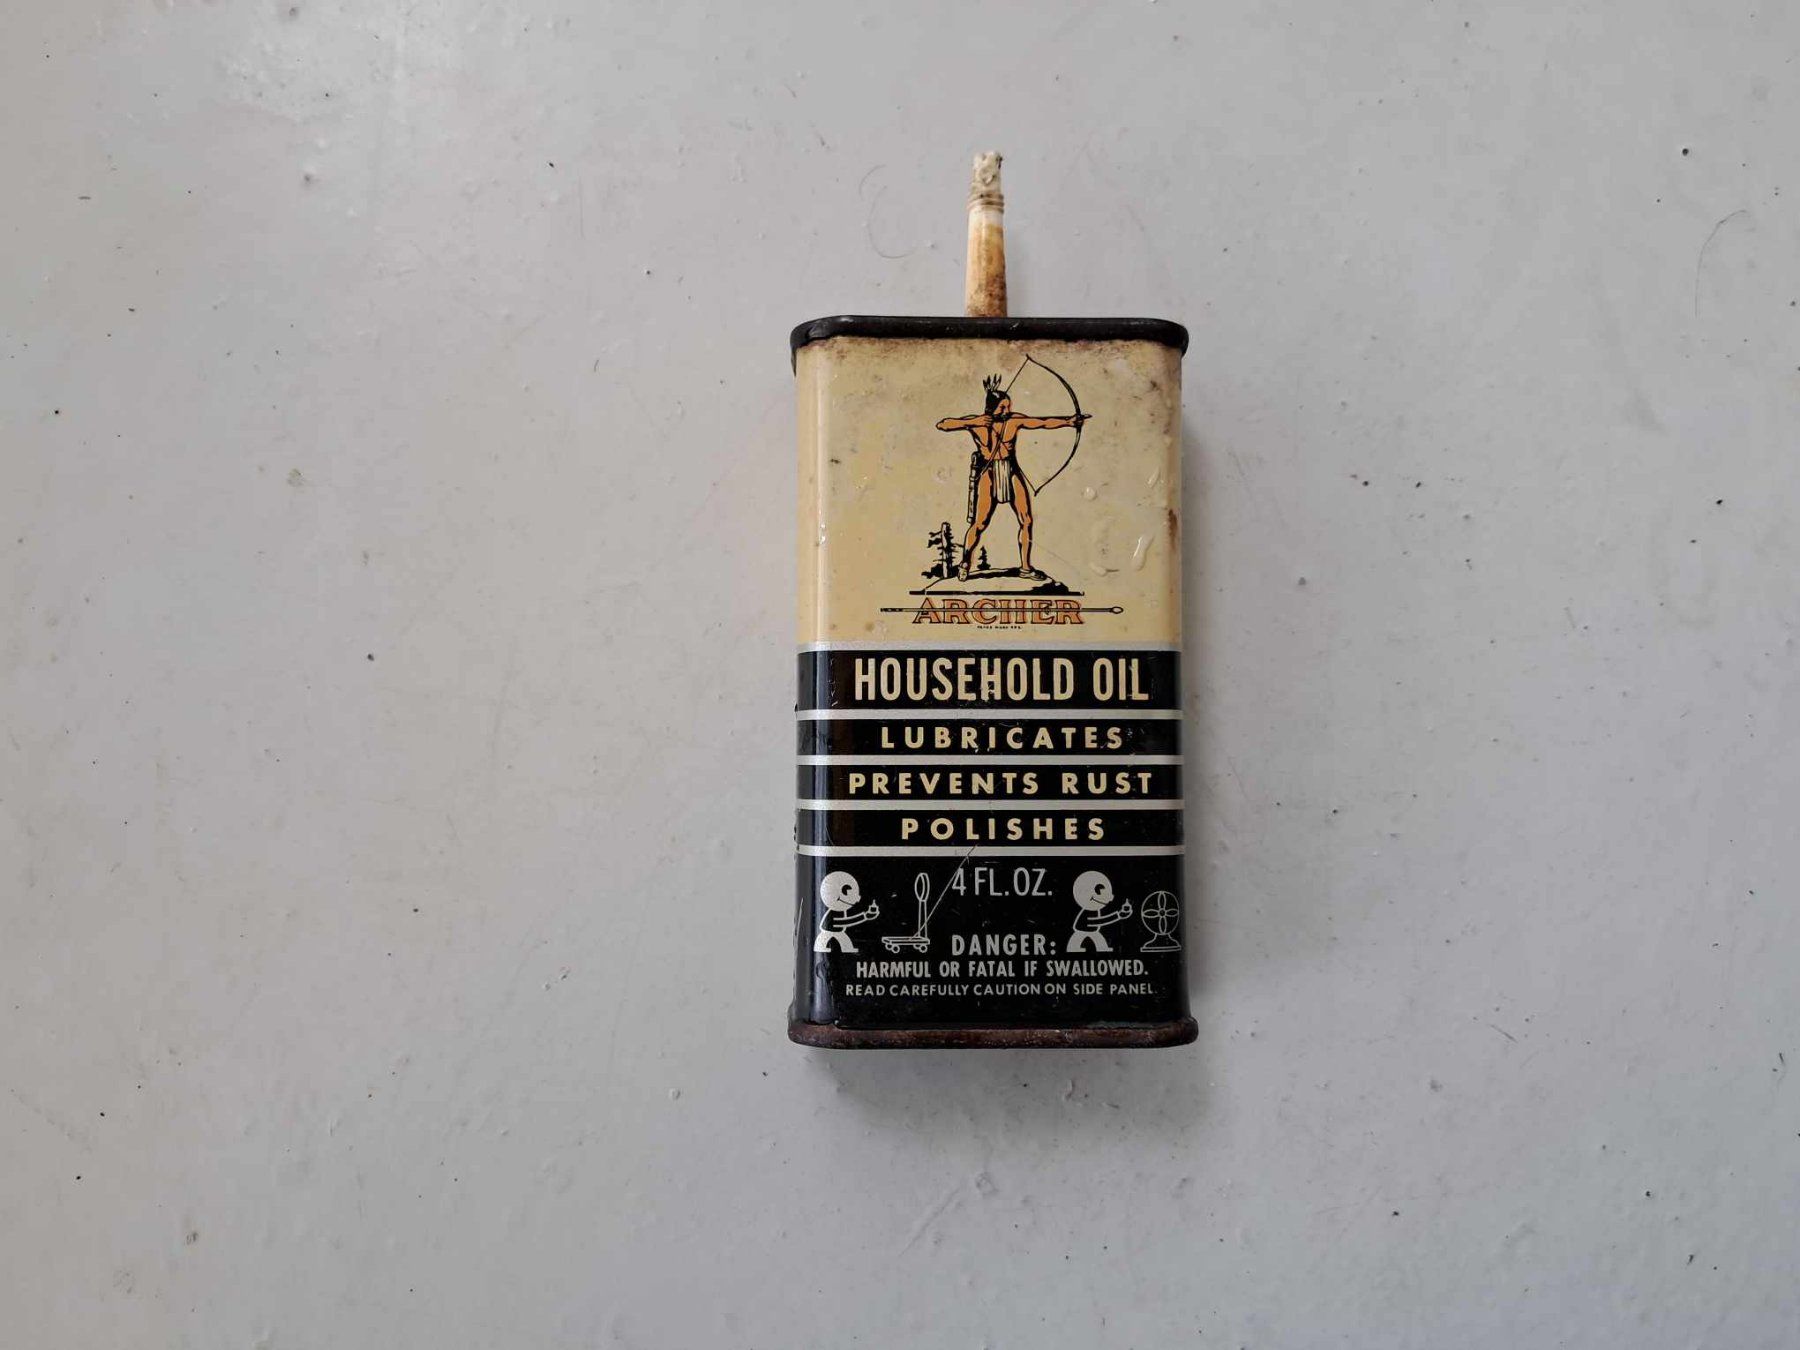 ARCHER
HOUSEHOLD OIL
LUBRICATES
PREVENTS RUST
POLISHES
4 FL. OZ.
DANGER:
HARMFUL OR FATAL IF SWALLOWED.
READ CAREFULLY CAUTION ON SIDE PANEL.